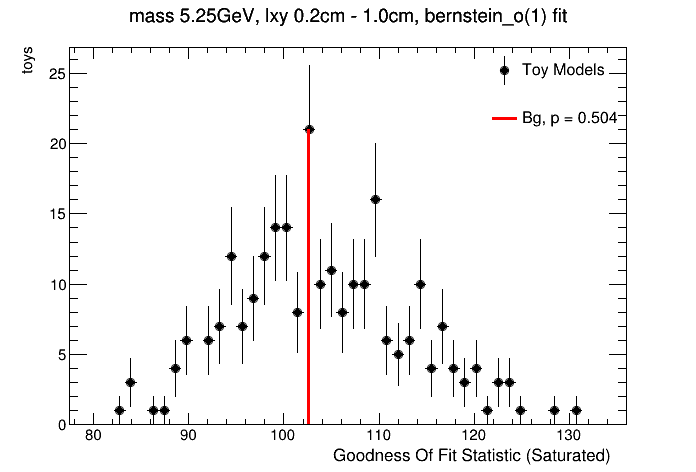 mass 5.25GeV, lxy 0.2cm - 1.0cm, bernstein_o(1) fit
toys
25
20
15
10
5
0
Toy Models
Bg, p = 0.504
80 90 100 110 120 130
Goodness Of Fit Statistic (Saturated)